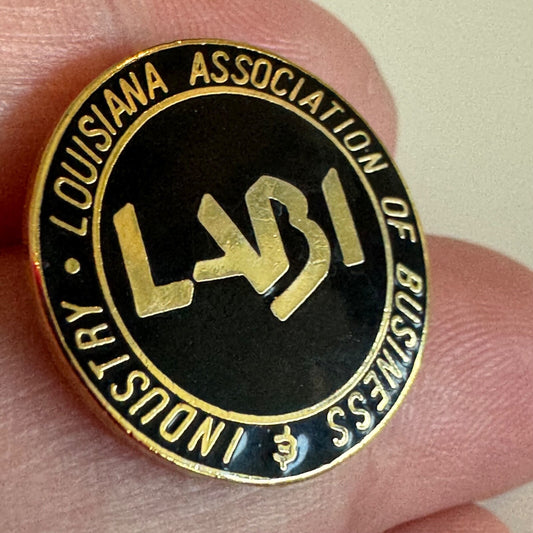 LOUISIANA ASSOCIATION OF BUSINESS & INDUSTRY •
LABI